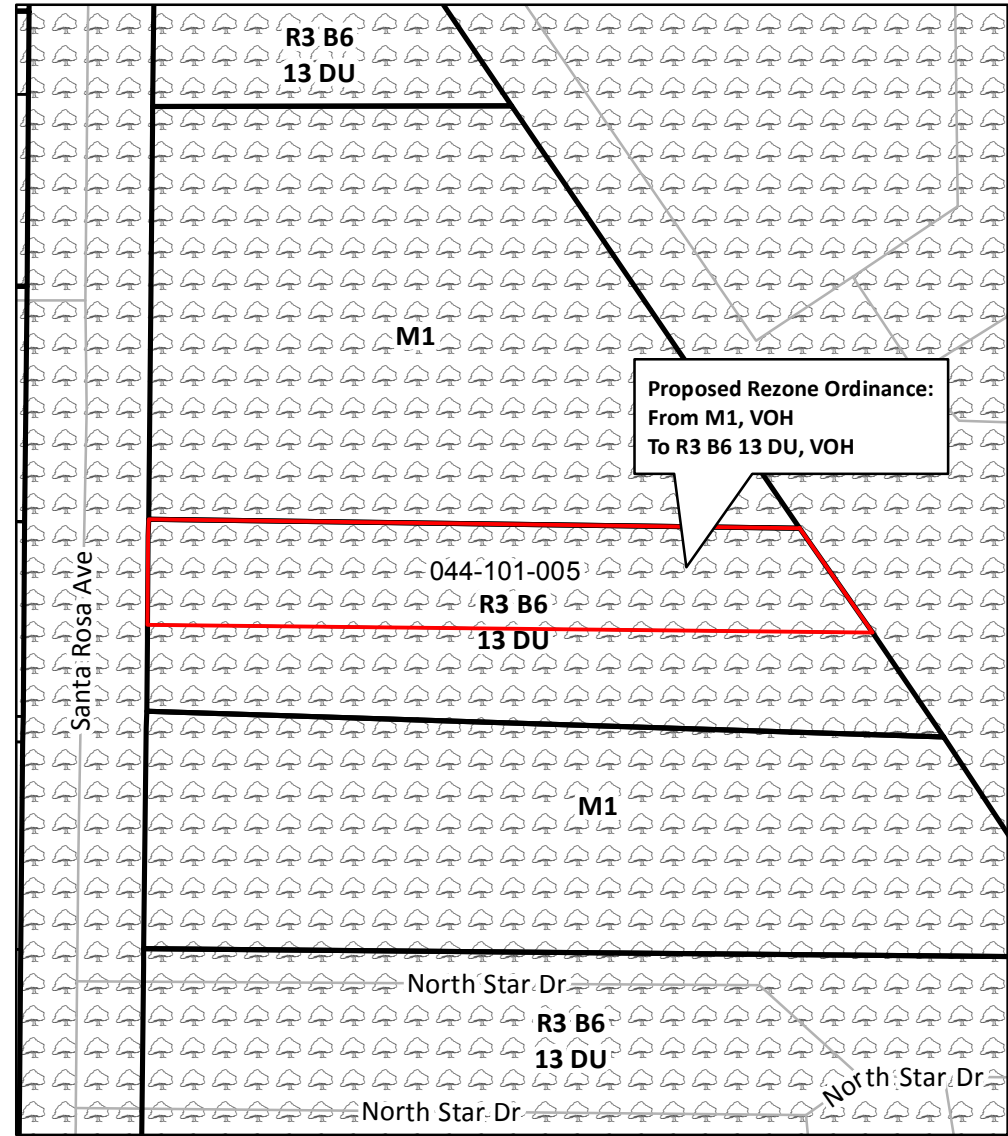 R3 B6
13 DU
M1
Proposed Rezone Ordinance:
From M1, VOH
To R3 B6 13 DU, VOH
044-101-005
R3 B6
13 DU
Santa Rosa Ave
M1
North Star Dr
R3 B6
13 DU
North Star Dr
North Star Dr